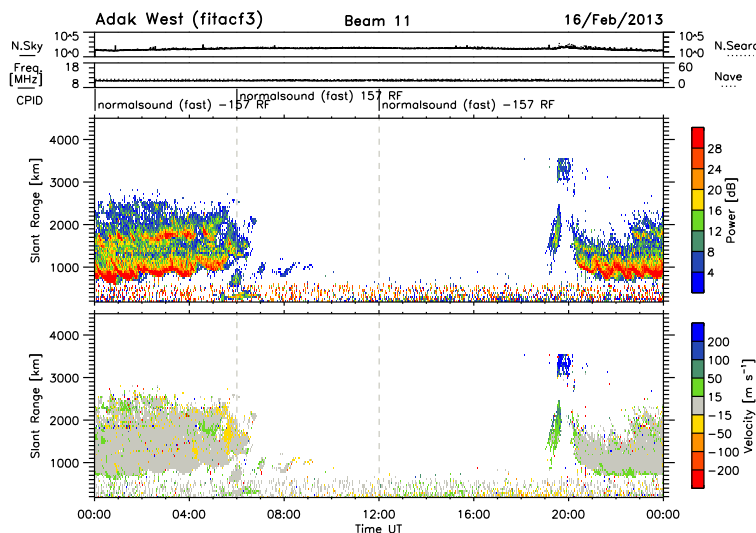 Adak West (fitacf3) Beam 11 16/Feb/2013
N.Sky 10^5 10^0 10^5 10^0 N.Searc
Freq. [MHz] 18 8 60 0 Nave
CPID normalsound (fast) -157 RF normalsound (fast) 157 RF normalsound (fast) -157 RF
Slant Range [km]
4000
3000
2000
1000
28
24
20
16
12
8
4
Power [dB]
Slant Range [km]
4000
3000
2000
1000
200
100
50
15
-15
-50
-100
-200
Velocity [m s⁻¹]
00:00 04:00 08:00 12:00 16:00 20:00 00:00
Time UT